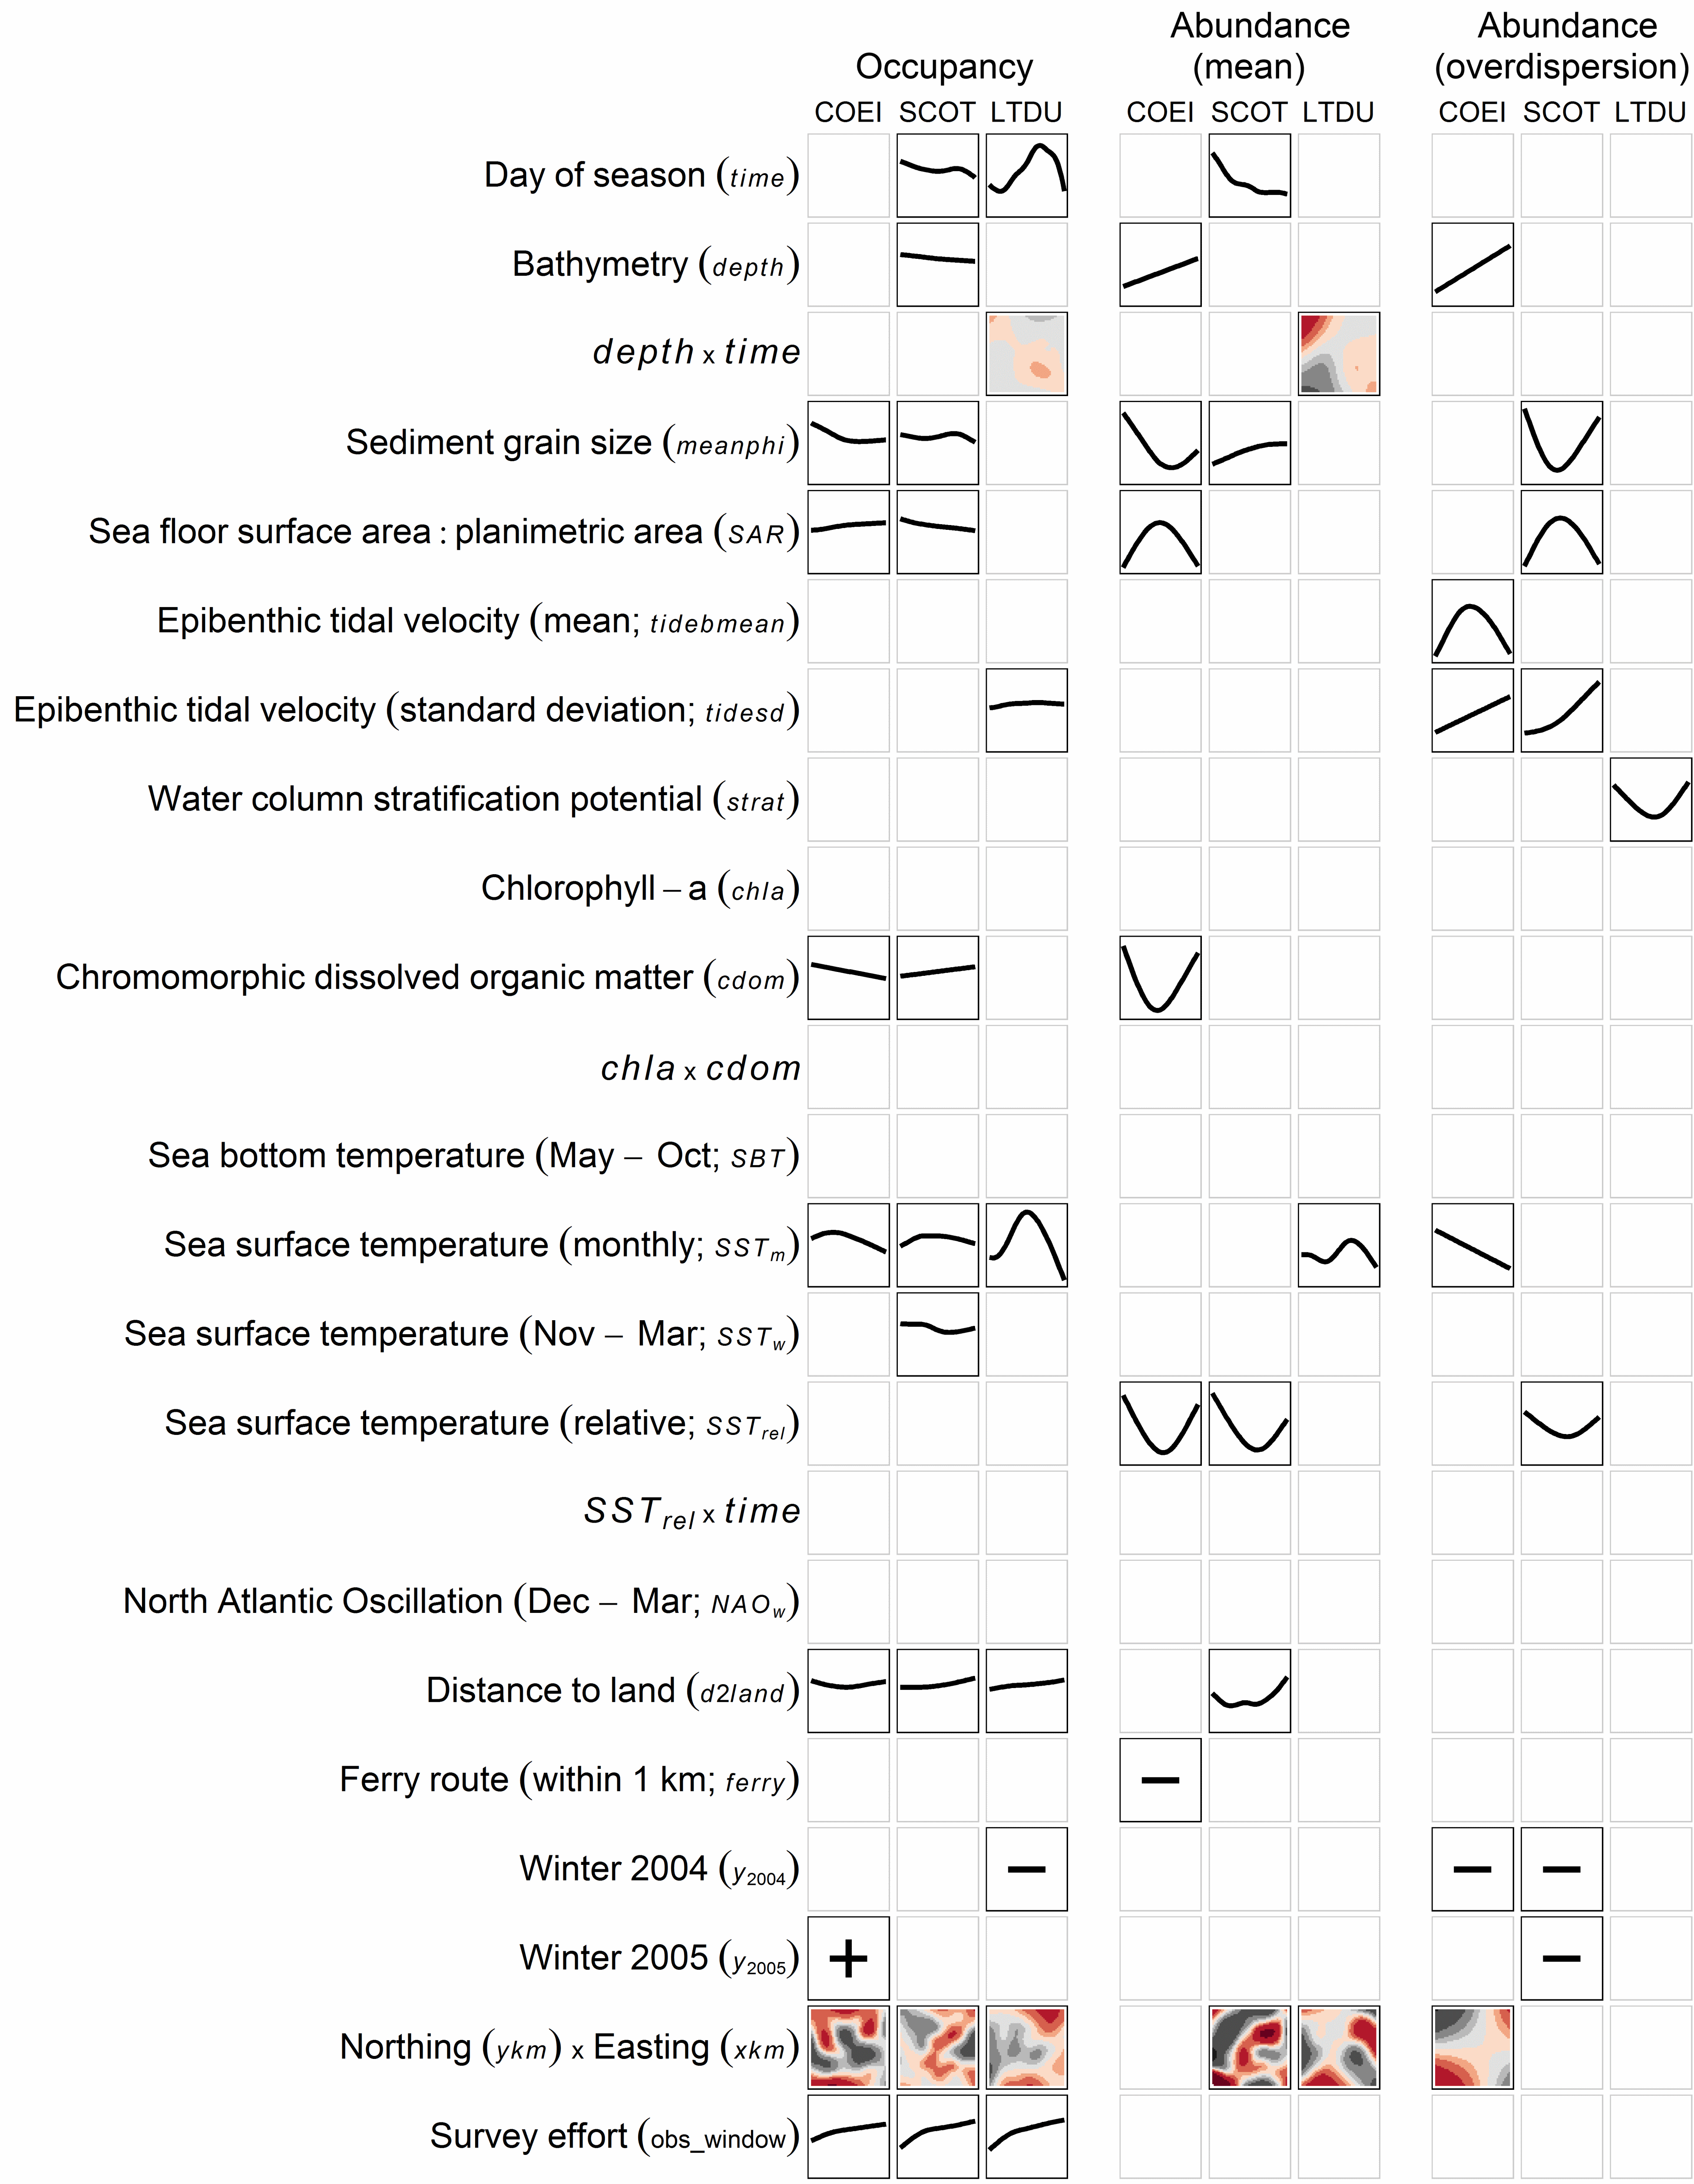 Abundance Abundance
Occupancy (mean) (overdispersion)
COEI SCOT LTDU COEI SCOT LTDU COEI SCOT LTDU
Day of season (time)
Bathymetry (depth)
depth x time
Sediment grain size (meanphi)
Sea floor surface area : planimetric area (SAR)
Epibenthic tidal velocity (mean; tidebmean)
Epibenthic tidal velocity (standard deviation; tidesd)
Water column stratification potential (strat)
Chlorophyll – a (chla)
Chromomorphic dissolved organic matter (cdom)
chla x cdom
Sea bottom temperature (May – Oct; SBT)
Sea surface temperature (monthly; SSTm)
Sea surface temperature (Nov – Mar; SSTw)
Sea surface temperature (relative; SSTrel)
SSTrel x time
North Atlantic Oscillation (Dec – Mar; NAOw)
Distance to land (d2land)
Ferry route (within 1 km; ferry) –
Winter 2004 (y2004) – – –
Winter 2005 (y2005) + –
Northing (ykm) x Easting (xkm)
Survey effort (obs_window)